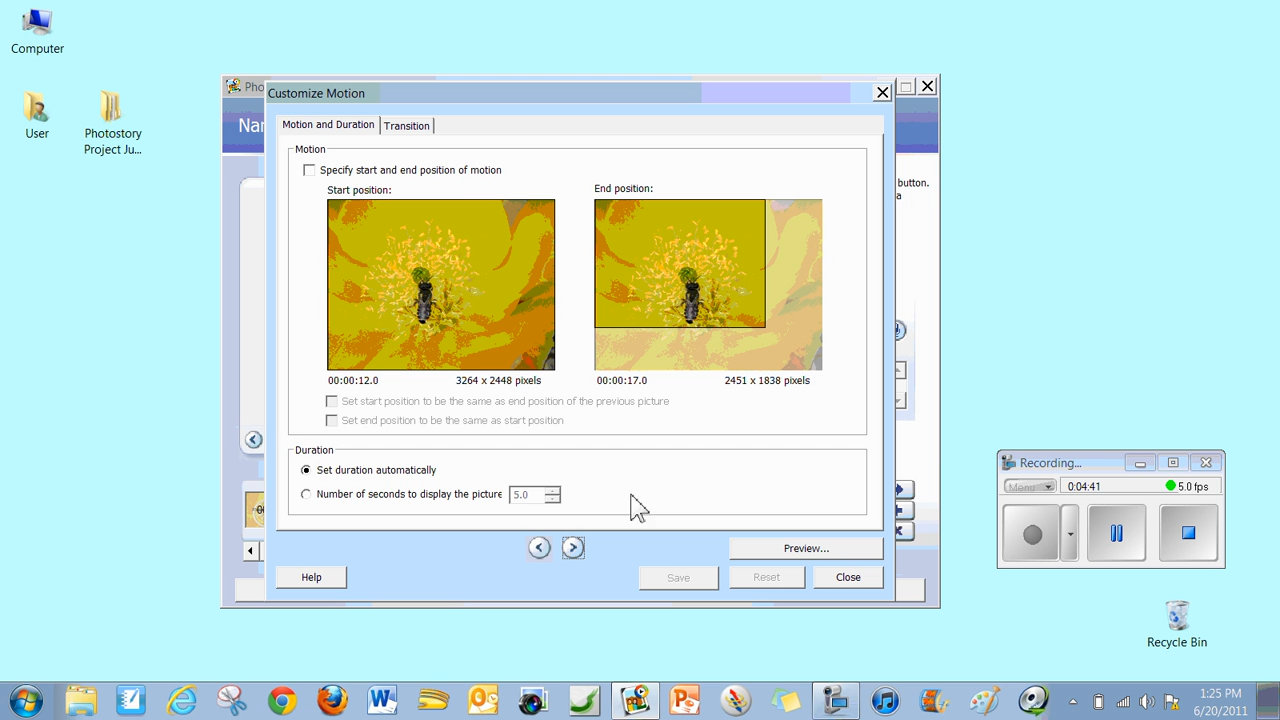 Computer
User
Photostory
Project Ju...
Pho
Customize Motion
Nar
Motion and Duration
Transition
Motion
Specify start and end position of motion
Start position:
End position:
button.
a
00:00:12.0
3264 x 2448 pixels
00:00:17.0
2451 x 1838 pixels
Set start position to be the same as end position of the previous picture
Set end position to be the same as start position
Duration
Set duration automatically
Number of seconds to display the picture
5.0
Preview...
Help
Save
Reset
Close
Recording...
Menu
0:04:41
5.0 fps
Recycle Bin
1:25 PM
6/20/2011